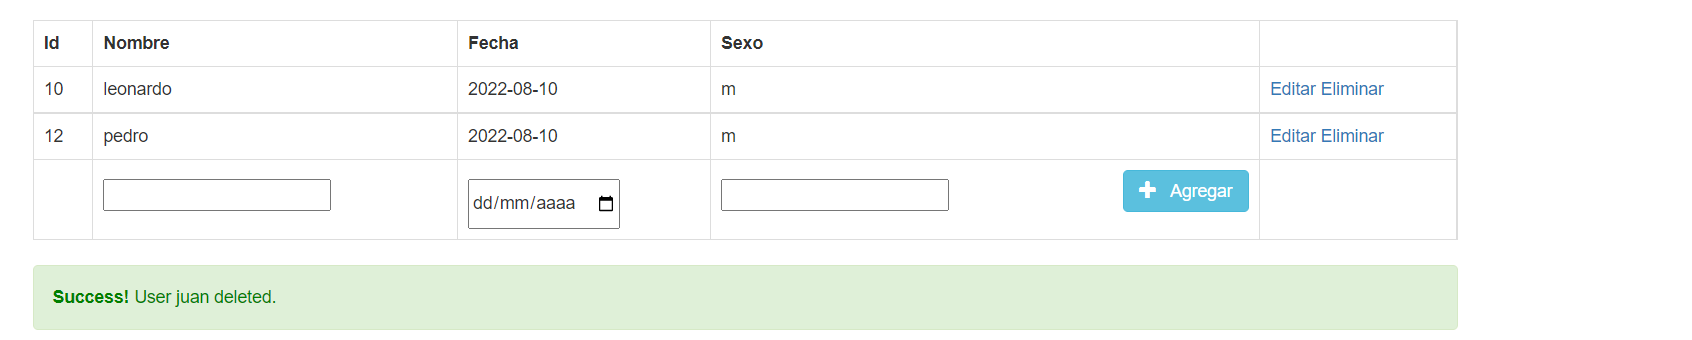 Id Nombre Fecha Sexo
10 leonardo 2022-08-10 m Editar Eliminar
12 pedro 2022-08-10 m Editar Eliminar
dd/mm/aaaa Agregar
Success! User juan deleted.